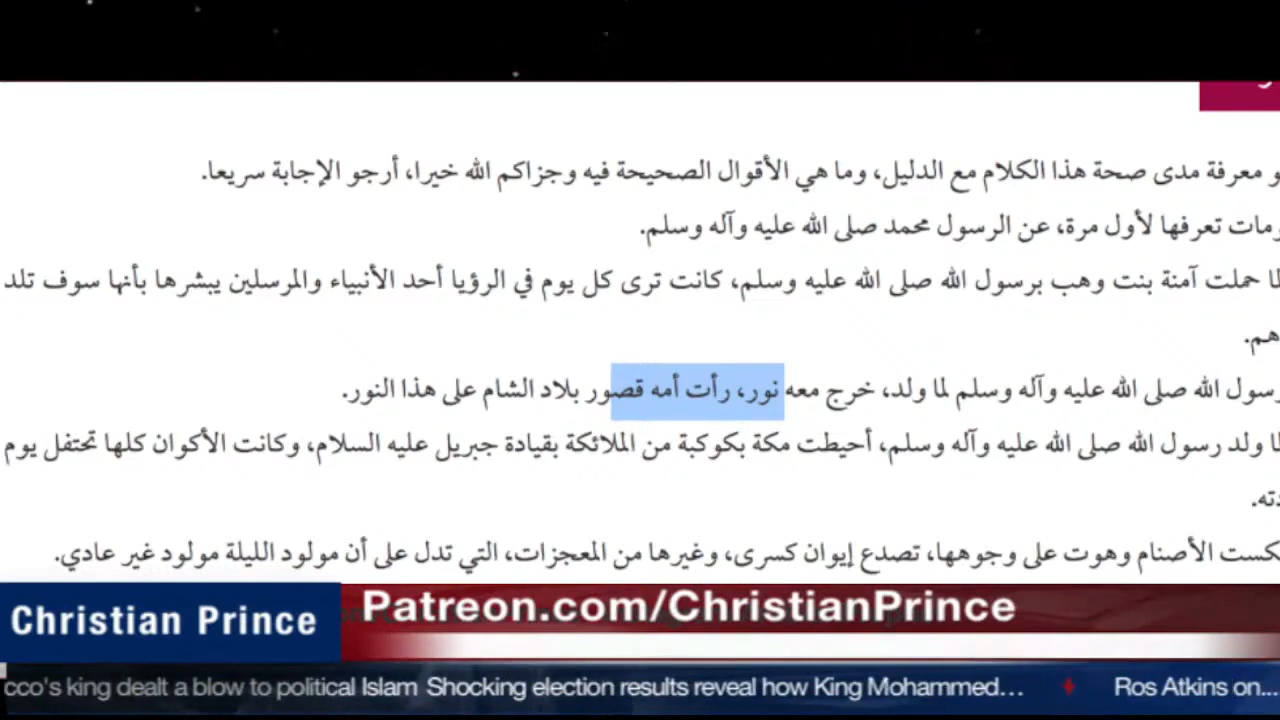 و معرفة مدى صحة هذا الكلام مع الدليل، وما هي الأقوال الصحيحة فيه وجزاكم الله خيرا، أرجو الإجابة سريعا.
ومات تعرفها لأول مرة، عن الرسول محمد صلى الله عليه وآله وسلم.
لما حملت آمنة بنت وهب برسول الله صلى الله عليه وسلم، كانت ترى كل يوم في الرؤيا أحد الأنبياء والمرسلين يبشرها بأنها سوف تلد
هم.
رسول الله صلى الله عليه وآله وسلم لما ولد، خرج معه نور، رأت أمه قصور بلاد الشام على هذا النور.
لما ولد رسول الله صلى الله عليه وآله وسلم، أحيطت مكة بكوكبة من الملائكة بقيادة جبريل عليه السلام، وكانت الأكوان كلها تحتفل يوم
دته.
كست الأصنام وهوت على وجوهها، تصدع إيوان كسرى، وغيرها من المعجزات، التي تدل على أن مولود الليلة مولود غير عادي.
Christian Prince
Patreon.com/ChristianPrince
cco's king dealt a blow to political Islam Shocking election results reveal how King Mohammed... Ros Atkins on...